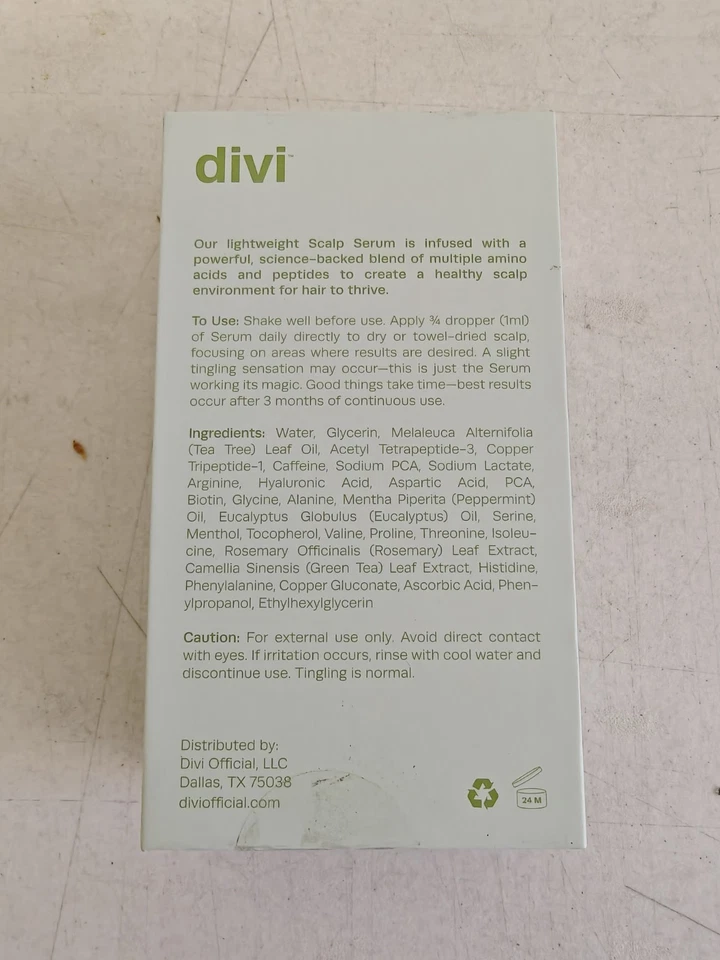 divi™
Our lightweight Scalp Serum is infused with a
powerful, science-backed blend of multiple amino
acids and peptides to create a healthy scalp
environment for hair to thrive.
To Use: Shake well before use. Apply ¾ dropper (1ml)
of Serum daily directly to dry or towel-dried scalp,
focusing on areas where results are desired. A slight
tingling sensation may occur—this is just the Serum
working its magic. Good things take time—best results
occur after 3 months of continuous use.
Ingredients: Water, Glycerin, Melaleuca Alternifolia
(Tea Tree) Leaf Oil, Acetyl Tetrapeptide-3, Copper
Tripeptide-1, Caffeine, Sodium PCA, Sodium Lactate,
Arginine, Hyaluronic Acid, Aspartic Acid, PCA,
Biotin, Glycine, Alanine, Mentha Piperita (Peppermint)
Oil, Eucalyptus Globulus (Eucalyptus) Oil, Serine,
Menthol, Tocopherol, Valine, Proline, Threonine, Isoleu-
cine, Rosemary Officinalis (Rosemary) Leaf Extract,
Camellia Sinensis (Green Tea) Leaf Extract, Histidine,
Phenylalanine, Copper Gluconate, Ascorbic Acid, Phen-
ylpropanol, Ethylhexylglycerin
Caution: For external use only. Avoid direct contact
with eyes. If irritation occurs, rinse with cool water and
discontinue use. Tingling is normal.
Distributed by:
Divi Official, LLC
Dallas, TX 75038
diviofficial.com
24 M